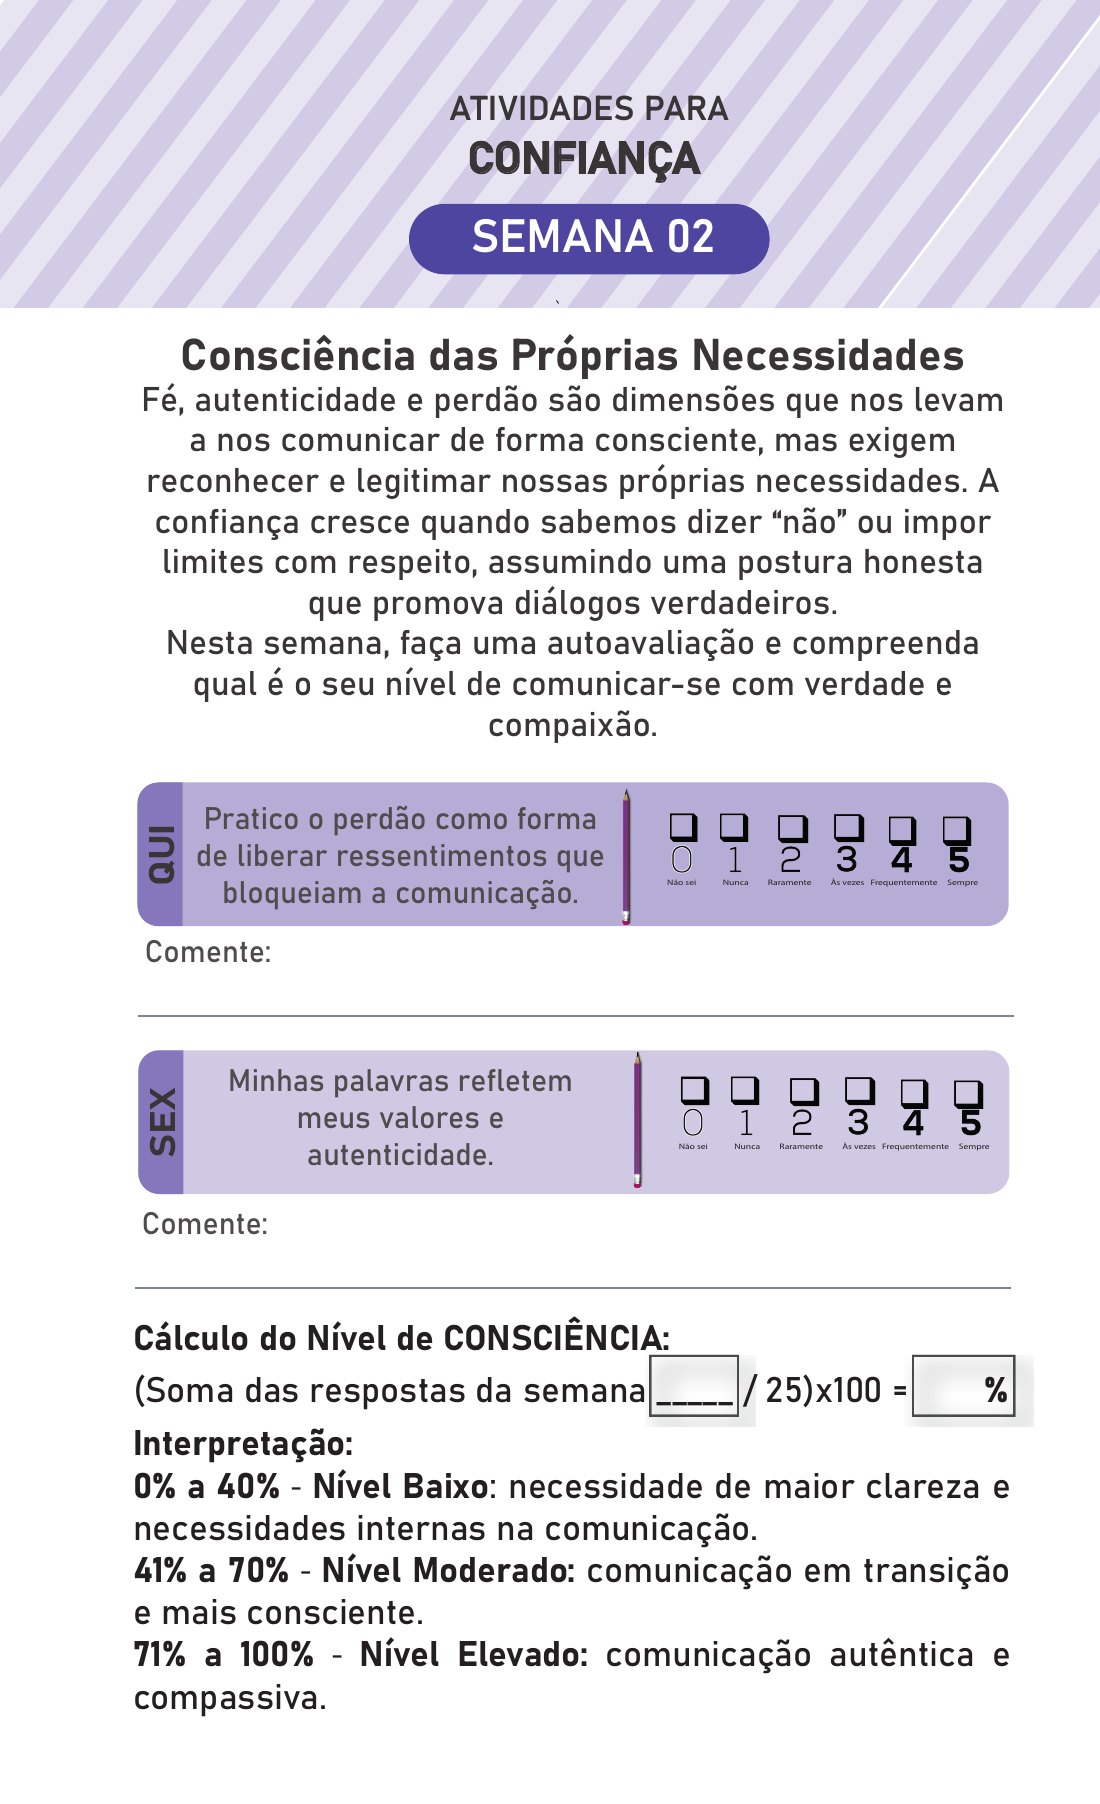 ATIVIDADES PARA
CONFIANÇA
SEMANA 02
Consciência das Próprias Necessidades
Fé, autenticidade e perdão são dimensões que nos levam
a nos comunicar de forma consciente, mas exigem
reconhecer e legitimar nossas próprias necessidades. A
confiança cresce quando sabemos dizer “não” ou impor
limites com respeito, assumindo uma postura honesta
que promova diálogos verdadeiros.
Nesta semana, faça uma autoavaliação e compreenda
qual é o seu nível de comunicar-se com verdade e
compaixão.
QUI
Pratico o perdão como forma
de liberar ressentimentos que
bloqueiam a comunicação.
0 1 2 3 4 5
Não sei Nunca Raramente Às vezes Frequentemente Sempre
Comente:
SEX
Minhas palavras refletem
meus valores e
autenticidade.
0 1 2 3 4 5
Não sei Nunca Raramente Às vezes Frequentemente Sempre
Comente:
Cálculo do Nível de CONSCIÊNCIA:
(Soma das respostas da semana _____ / 25)x100 = %
Interpretação:
0% a 40% - Nível Baixo: necessidade de maior clareza e
necessidades internas na comunicação.
41% a 70% - Nível Moderado: comunicação em transição
e mais consciente.
71% a 100% - Nível Elevado: comunicação autêntica e
compassiva.